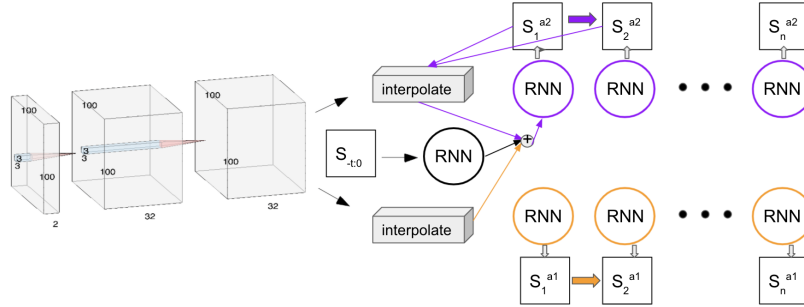 S₁ᵃ²
S₂ᵃ²
Sₙᵃ²
100
100
100
3
3
100
3
3
100
100
2
32
32
interpolate
RNN
RNN
RNN
S₋ₜ:₀
RNN
+
interpolate
RNN
RNN
RNN
S₁ᵃ¹
S₂ᵃ¹
Sₙᵃ¹